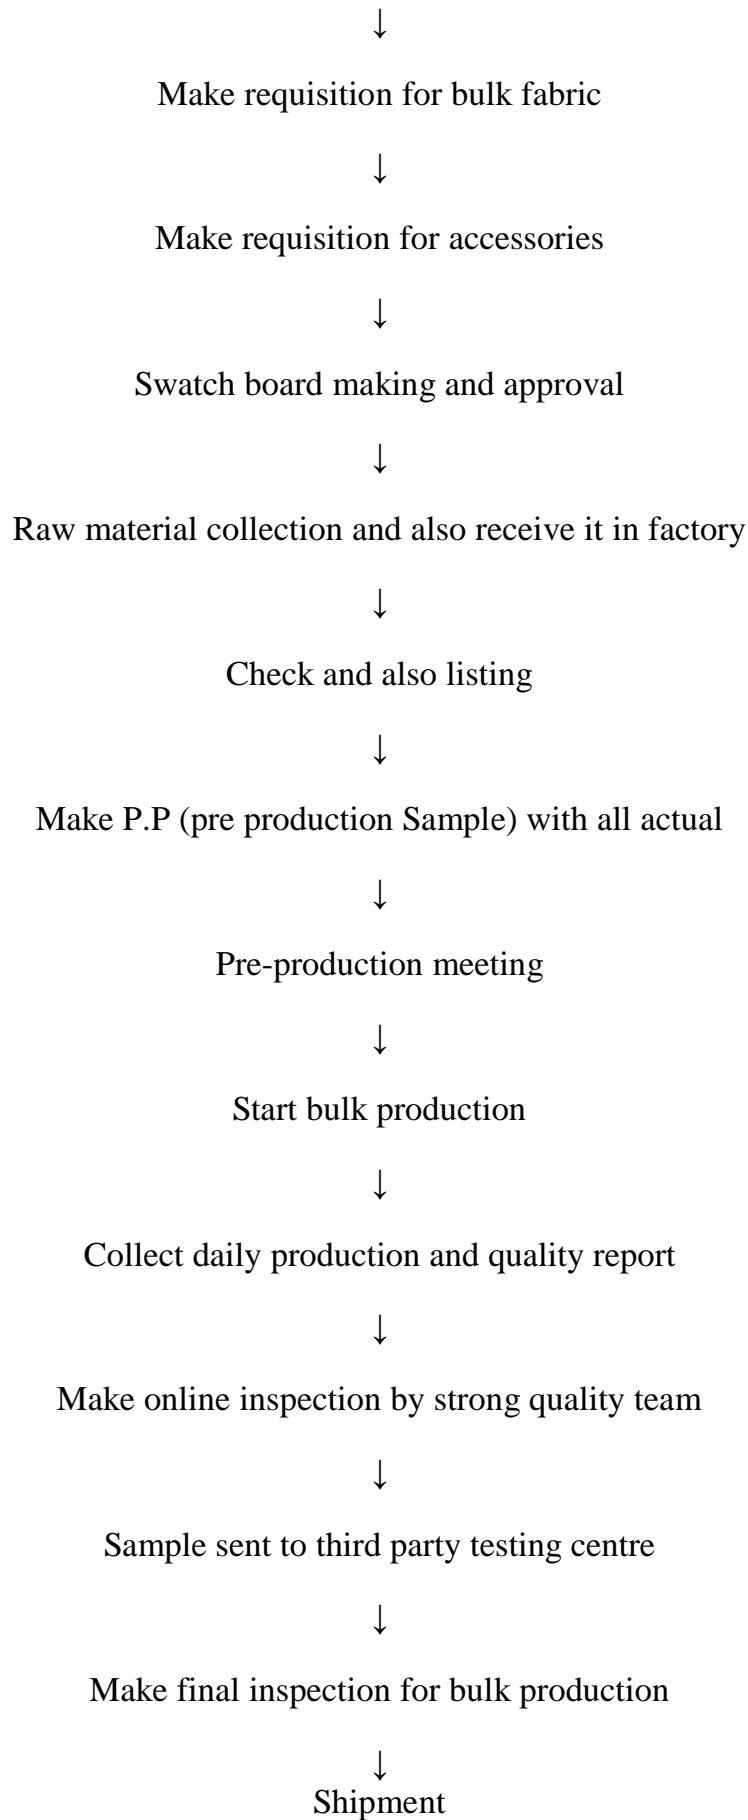 ↓
Make requisition for bulk fabric
↓
Make requisition for accessories
↓
Swatch board making and approval
↓
Raw material collection and also receive it in factory
↓
Check and also listing
↓
Make P.P (pre production Sample) with all actual
↓
Pre-production meeting
↓
Start bulk production
↓
Collect daily production and quality report
↓
Make online inspection by strong quality team
↓
Sample sent to third party testing centre
↓
Make final inspection for bulk production
↓
Shipment